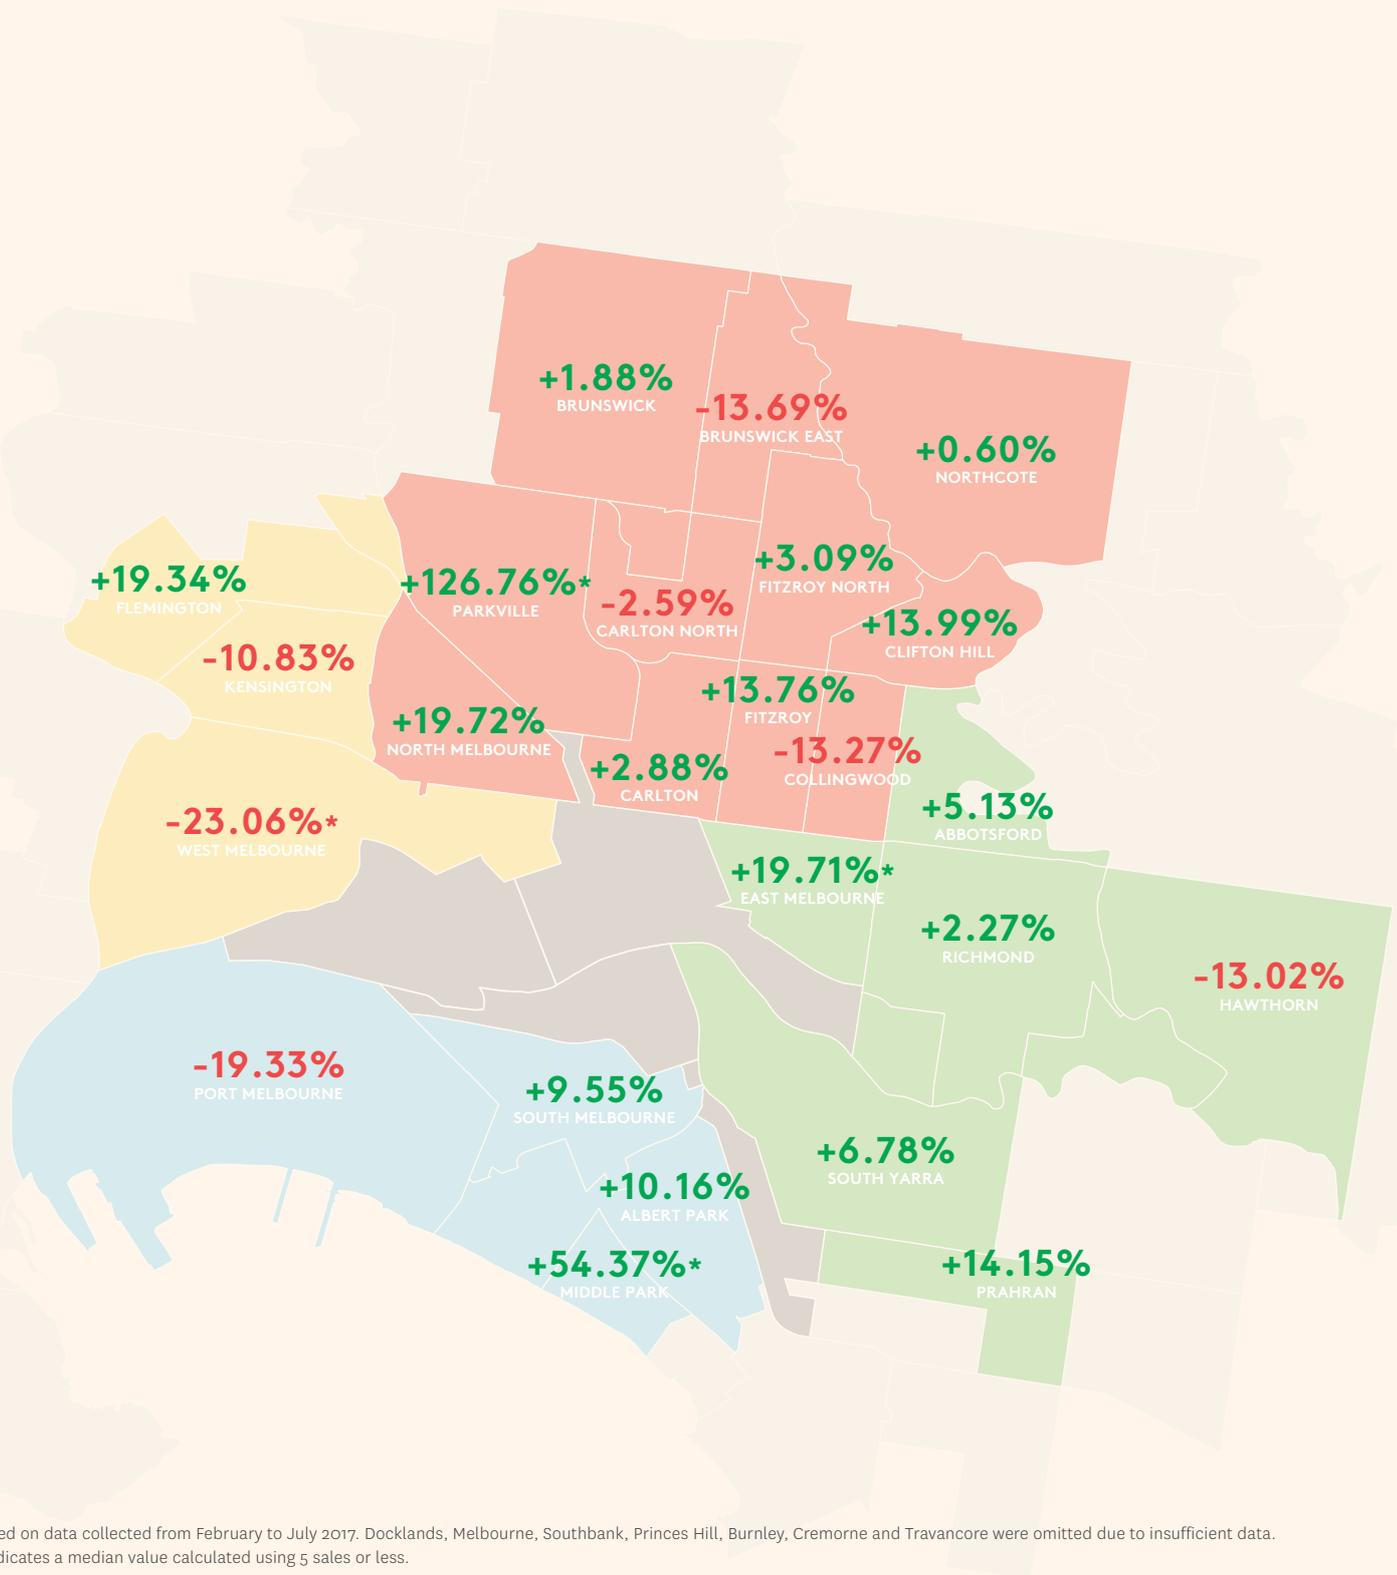 +1.88%
BRUNSWICK
-13.69%
BRUNSWICK EAST
+0.60%
NORTHCOTE
+19.34%
FLEMINGTON
+126.76%*
PARKVILLE
-2.59%
CARLTON NORTH
+3.09%
FITZROY NORTH
+13.99%
CLIFTON HILL
-10.83%
KENSINGTON
+19.72%
NORTH MELBOURNE
+13.76%
FITZROY
-13.27%
COLLINGWOOD
+2.88%
CARLTON
-23.06%*
WEST MELBOURNE
+5.13%
ABBOTSFORD
+19.71%*
EAST MELBOURNE
+2.27%
RICHMOND
-13.02%
HAWTHORN
-19.33%
PORT MELBOURNE
+9.55%
SOUTH MELBOURNE
+6.78%
SOUTH YARRA
+10.16%
ALBERT PARK
+54.37%*
MIDDLE PARK
+14.15%
PRAHRAN
ed on data collected from February to July 2017. Docklands, Melbourne, Southbank, Princes Hill, Burnley, Cremorne and Travancore were omitted due to insufficient data.
dicates a median value calculated using 5 sales or less.